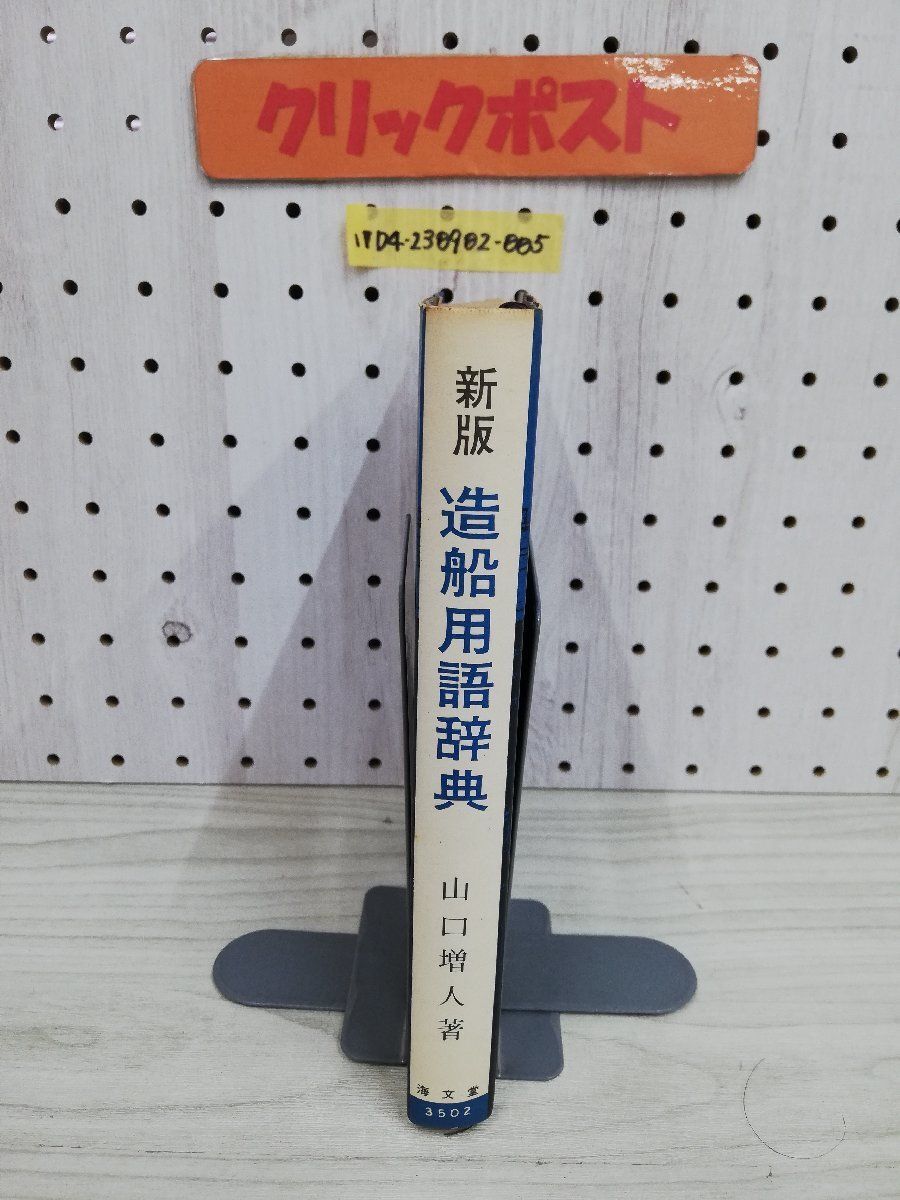 クリックポスト
11D4-230902-005
新版
造船用語辞典
山口増人著
海文堂
3502